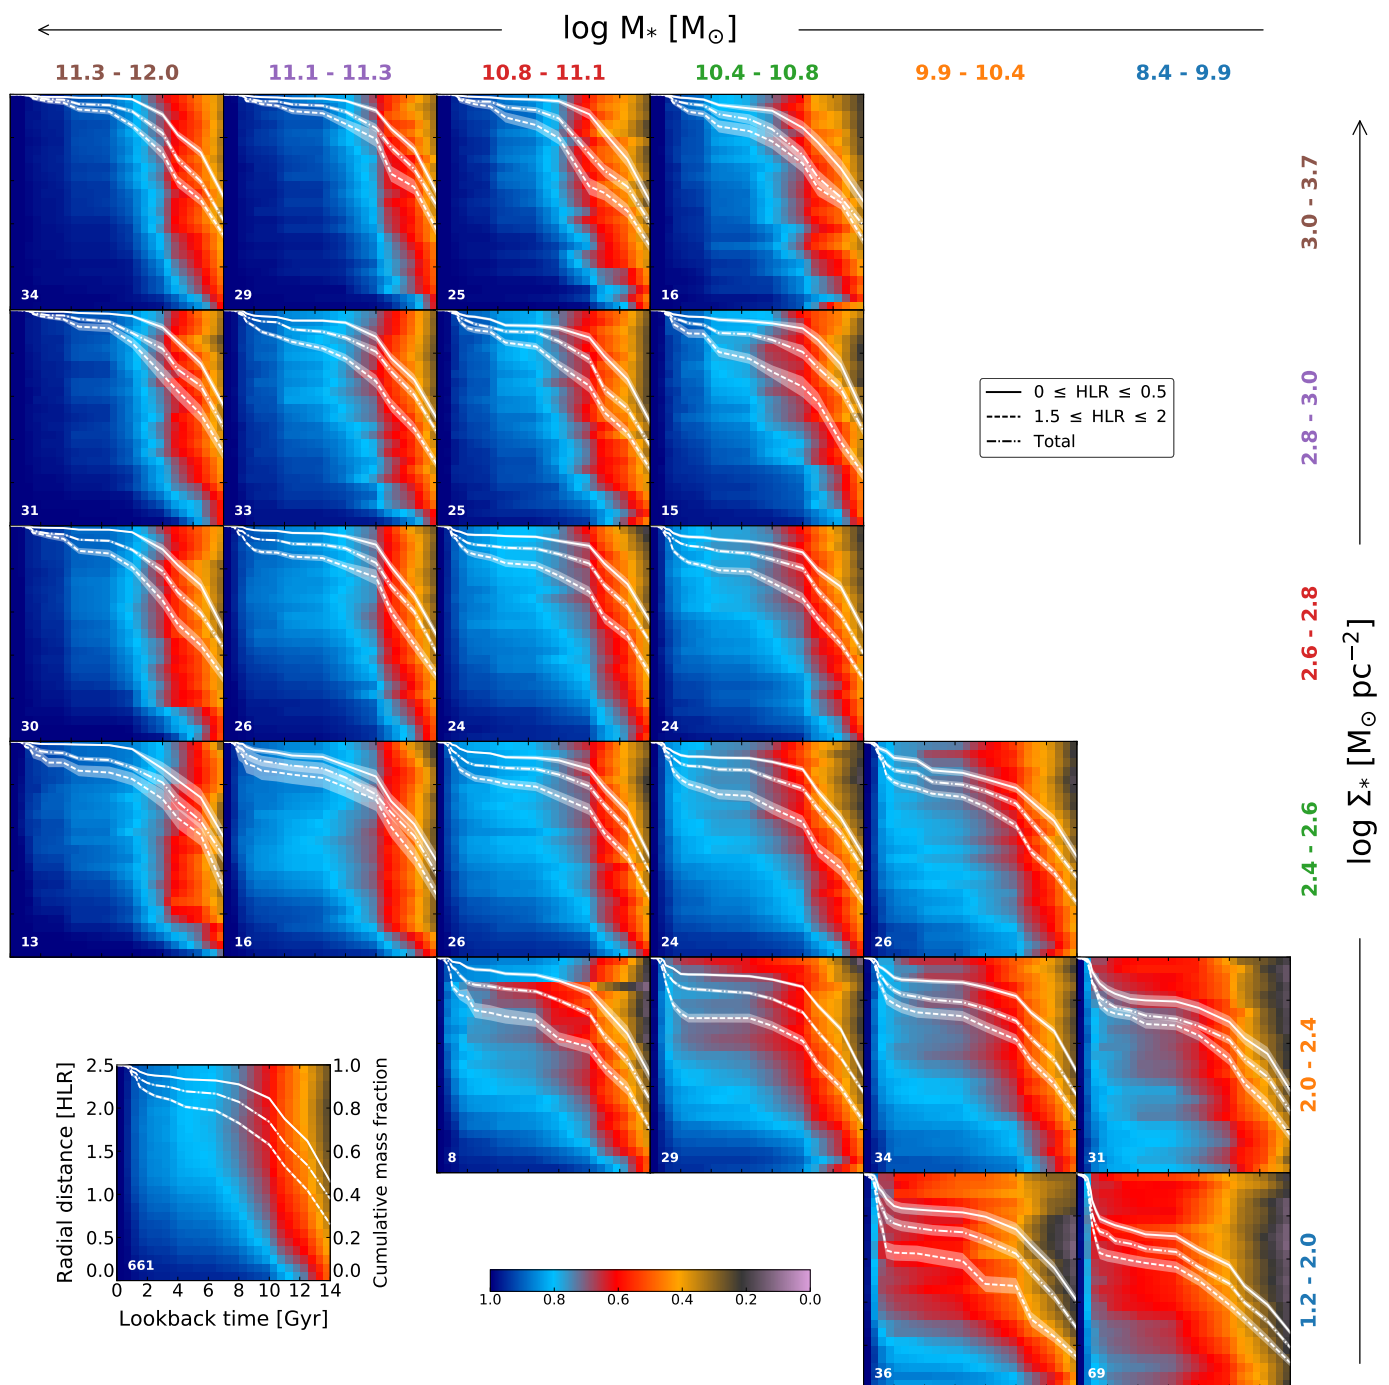 log M* [M⊙]
11.3 - 12.0 11.1 - 11.3 10.8 - 11.1 10.4 - 10.8 9.9 - 10.4 8.4 - 9.9
34 29 25 16
3.0 - 3.7
0 ≤ HLR ≤ 0.5
1.5 ≤ HLR ≤ 2
Total
31 33 25 15
2.8 - 3.0
30 26 24 24
2.6 - 2.8
log Σ* [M⊙ pc−2]
13 16 26 24 26
2.4 - 2.6
8 29 34 31
2.0 - 2.4
36 69
1.2 - 2.0
Radial distance [HLR]
2.5
2.0
1.5
1.0
0.5
0.0
661
1.0
0.8
0.6
0.4
0.2
0.0
Cumulative mass fraction
0 2 4 6 8 10 12 14
Lookback time [Gyr]
1.0 0.8 0.6 0.4 0.2 0.0